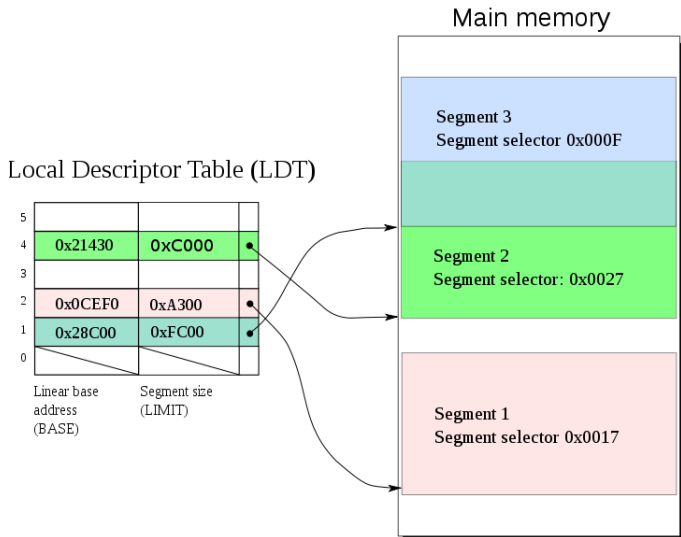 Main memory
Segment 3
Segment selector 0x000F
Local Descriptor Table (LDT)
5
4 0x21430 0xC000
3
2 0x0CEF0 0xA300
1 0x28C00 0xFC00
0
Linear base
address
(BASE)
Segment size
(LIMIT)
Segment 2
Segment selector: 0x0027
Segment 1
Segment selector 0x0017